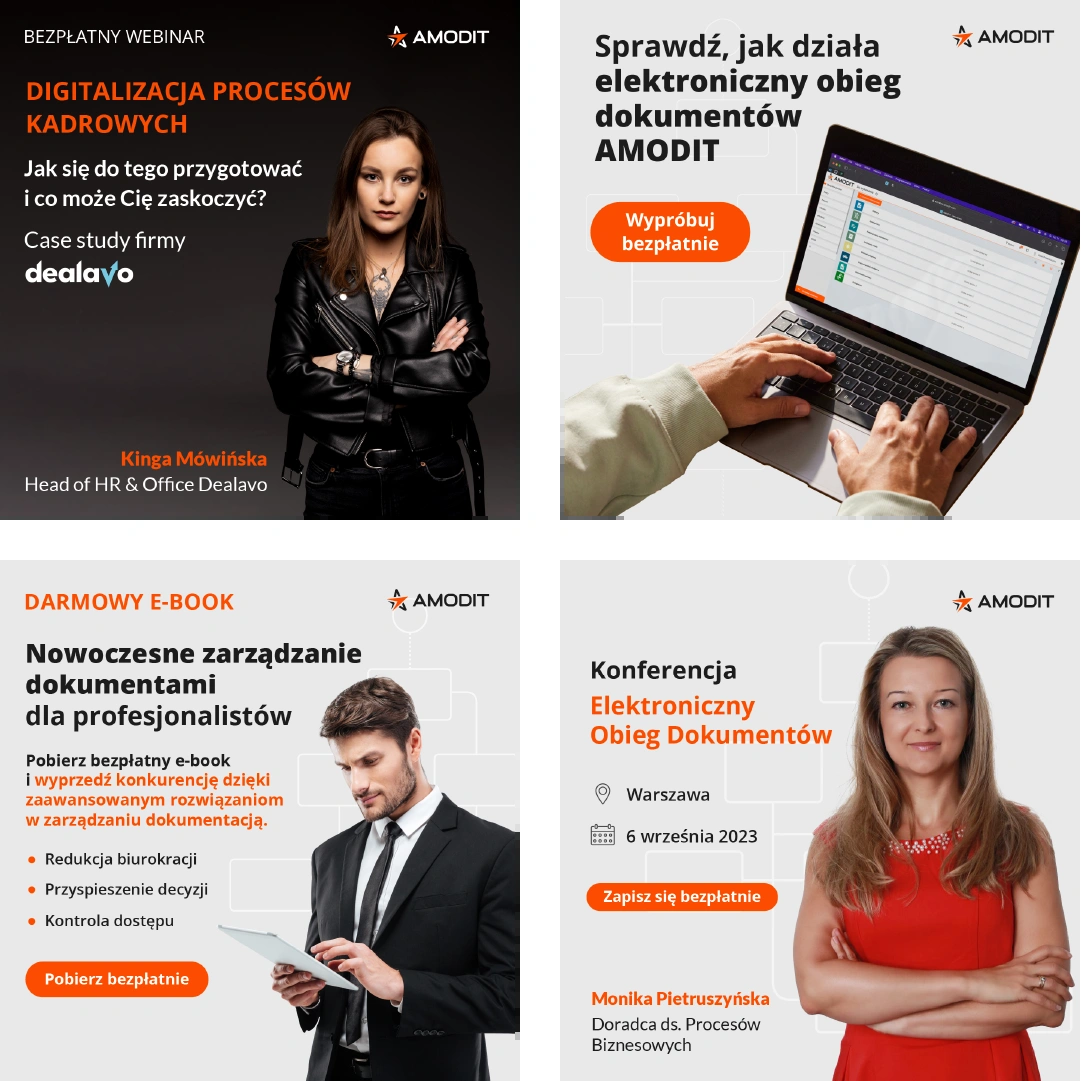 BEZPŁATNY WEBINAR
AMODIT
DIGITALIZACJA PROCESÓW
KADROWYCH
Jak się do tego przygotować
i co może Cię zaskoczyć?
Case study firmy
dealavo
Kinga Mówińska
Head of HR & Office Dealavo
AMODIT
Sprawdź, jak działa
elektroniczny obieg
dokumentów
AMODIT
Wypróbuj
bezpłatnie
AMODIT
DARMOWY E-BOOK
AMODIT
Nowoczesne zarządzanie
dokumentami
dla profesjonalistów
Pobierz bezpłatny e-book
i wyprzedź konkurencję dzięki
zaawansowanym rozwiązaniom
w zarządzaniu dokumentacją.
Redukcja biurokracji
Przyspieszenie decyzji
Kontrola dostępu
Pobierz bezpłatnie
AMODIT
Konferencja
Elektroniczny
Obieg Dokumentów
Warszawa
6 września 2023
Zapisz się bezpłatnie
Monika Pietruszyńska
Doradca ds. Procesów
Biznesowych